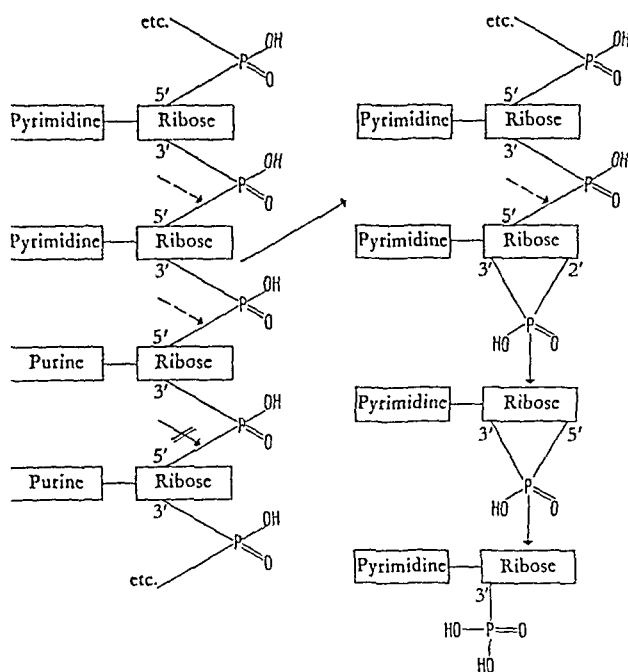 etc.
OH
P
O
5'
Pyrimidine Ribose
3'
OH
P
O
5'
Pyrimidine Ribose
3'
OH
P
O
5'
Purine Ribose
3'
OH
P
O
5'
Purine Ribose
3'
OH
P
O
etc.
etc.
OH
P
O
5'
Pyrimidine Ribose
3'
OH
P
O
5'
Pyrimidine Ribose
3' 2'
P
HO O
Pyrimidine Ribose
3' 5'
P
HO O
Pyrimidine Ribose
3'
HO P O
HO